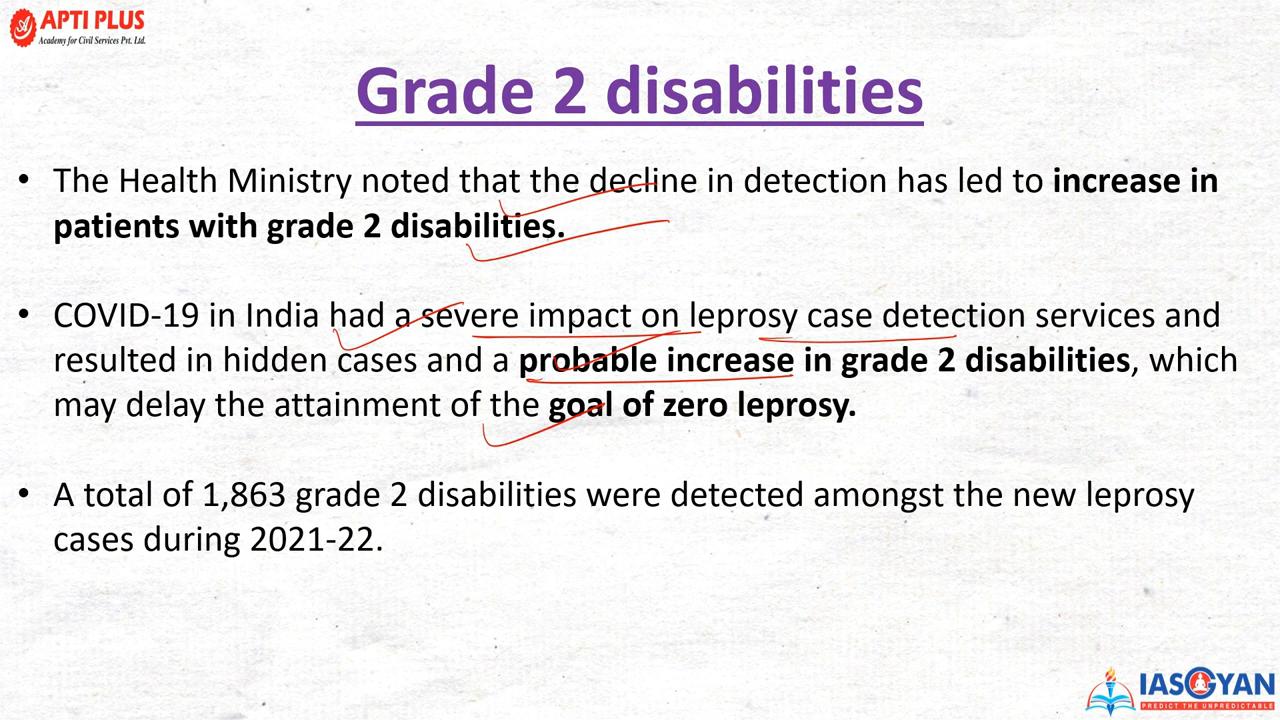 APTI PLUS
Academy for Civil Services Pvt. Ltd.
Grade 2 disabilities
• The Health Ministry noted that the decline in detection has led to increase in
patients with grade 2 disabilities.
• COVID-19 in India had a severe impact on leprosy case detection services and
resulted in hidden cases and a probable increase in grade 2 disabilities, which
may delay the attainment of the goal of zero leprosy.
• A total of 1,863 grade 2 disabilities were detected amongst the new leprosy
cases during 2021-22.
IASGYAN
PREDICT THE UNPREDICTABLE